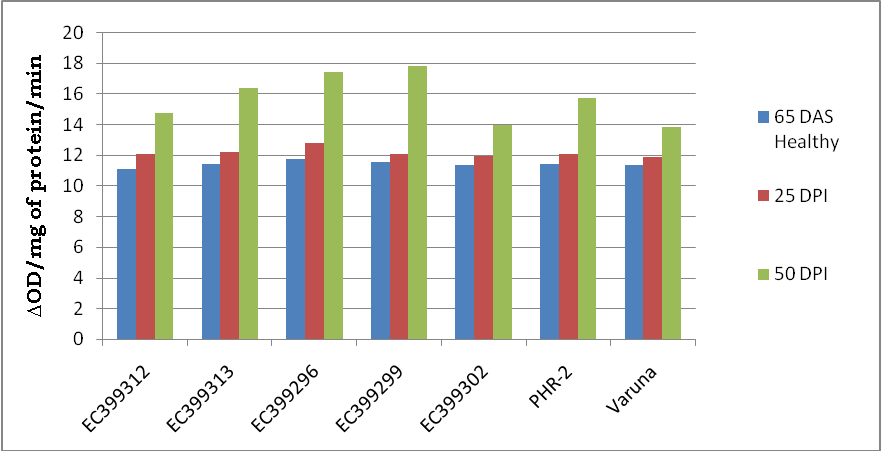 20
18
16
14
12
10
8
6
4
2
0
ΔOD/mg of protein/min
EC399312
EC399313
EC399296
EC399299
EC399302
PHR-2
Varuna
65 DAS
Healthy
25 DPI
50 DPI